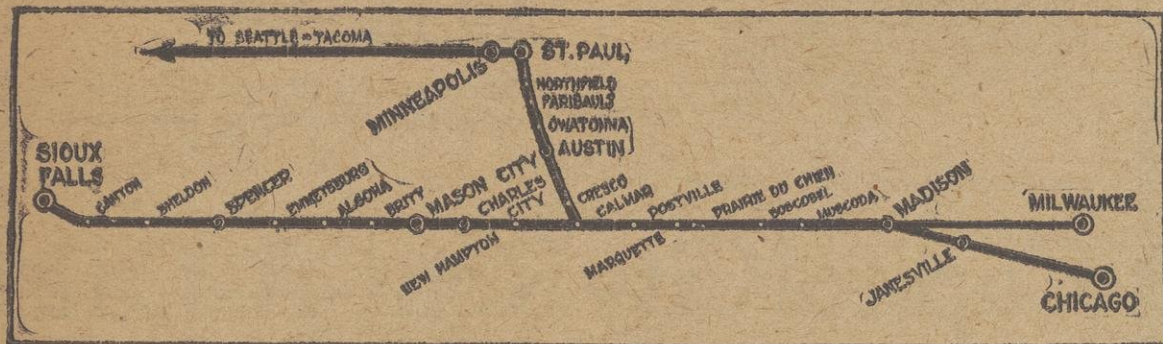 TO SEATTLE-TACOMA
ST. PAUL
MINNEAPOLIS
NORTHFIELD
FARIBAULT
OWATONNA
AUSTIN
SIOUX
FALLS
CANTON
SHELDON
SPENCER
EMMETSBURG
ALGONA
BRITT
MASON CITY
CHARLES
CITY
NEW HAMPTON
CRESCO
CALMAR
POSTVILLE
MARQUETTE
PRAIRIE DU CHIEN
BOSCOBEL
MUSCODA
MADISON
MILWAUKEE
JANESVILLE
CHICAGO